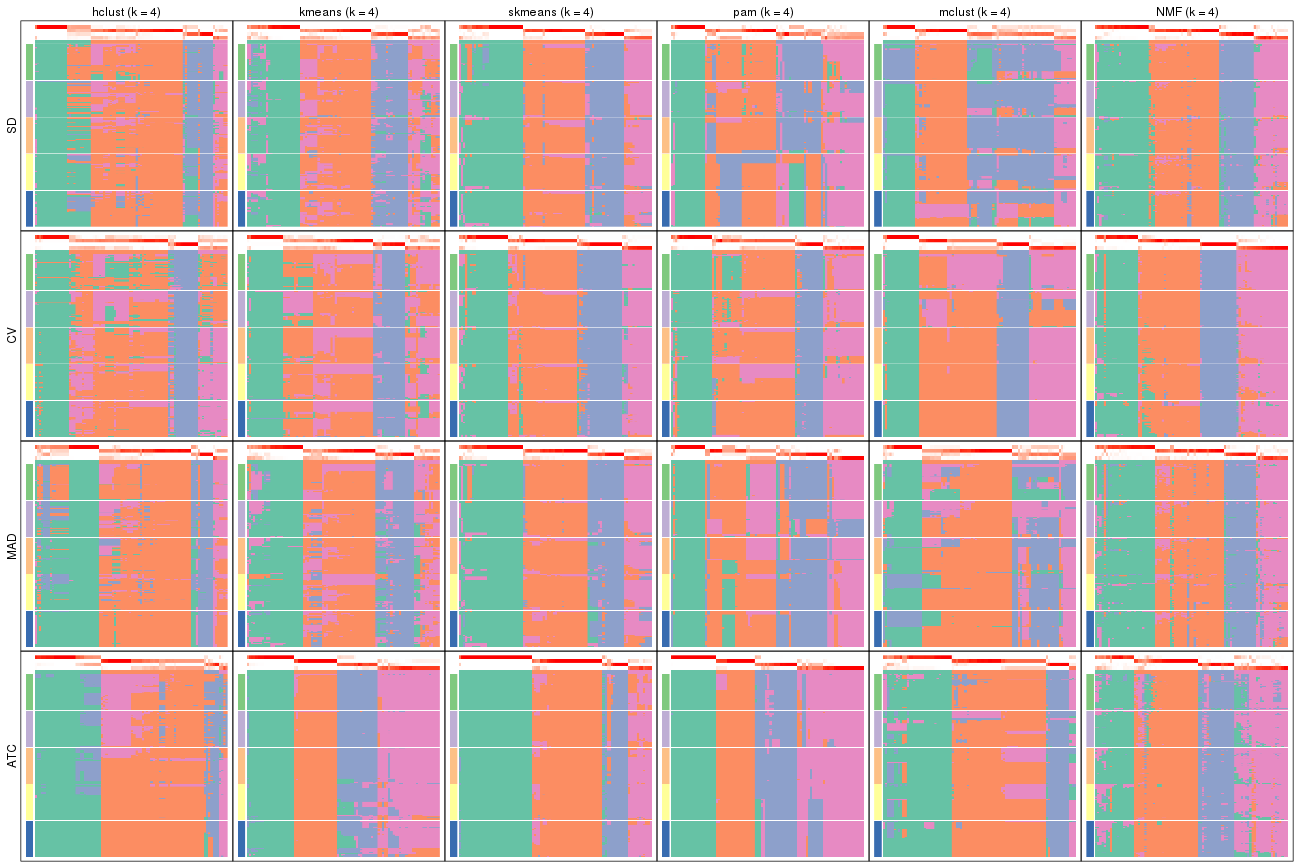 hclust (k = 4) kmeans (k = 4) skmeans (k = 4) pam (k = 4) mclust (k = 4) NMF (k = 4)
SD
CV
MAD
ATC